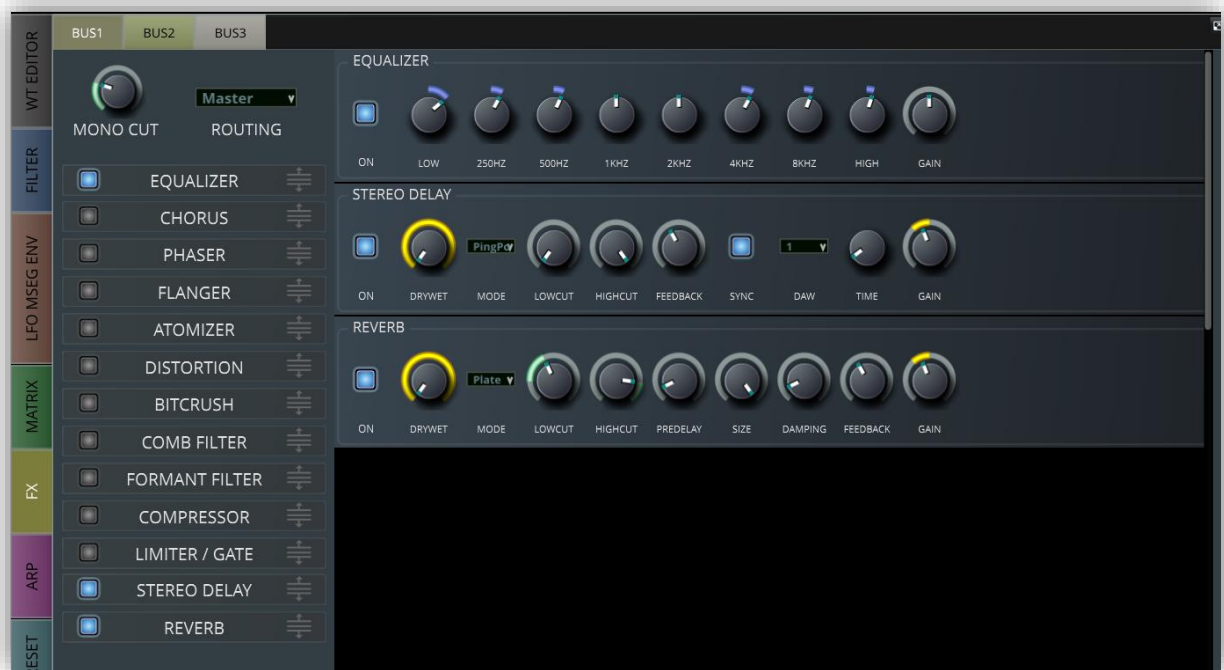 BUS1 BUS2 BUS3
WT EDITOR
FILTER
LFO MSEG ENV
MATRIX
FX
ARP
Master
MONO CUT ROUTING
EQUALIZER
CHORUS
PHASER
FLANGER
ATOMIZER
DISTORTION
BITCRUSH
COMB FILTER
FORMANT FILTER
COMPRESSOR
LIMITER / GATE
STEREO DELAY
REVERB
EQUALIZER
ON LOW 250HZ 500HZ 1KHZ 2KHZ 4KHZ 8KHZ HIGH GAIN
STEREO DELAY
1
ON DRYWET MODE LOWCUT HIGHCUT FEEDBACK SYNC DAW TIME GAIN
REVERB
Plate
ON DRYWET MODE LOWCUT HIGHCUT PREDELAY SIZE DAMPING FEEDBACK GAIN